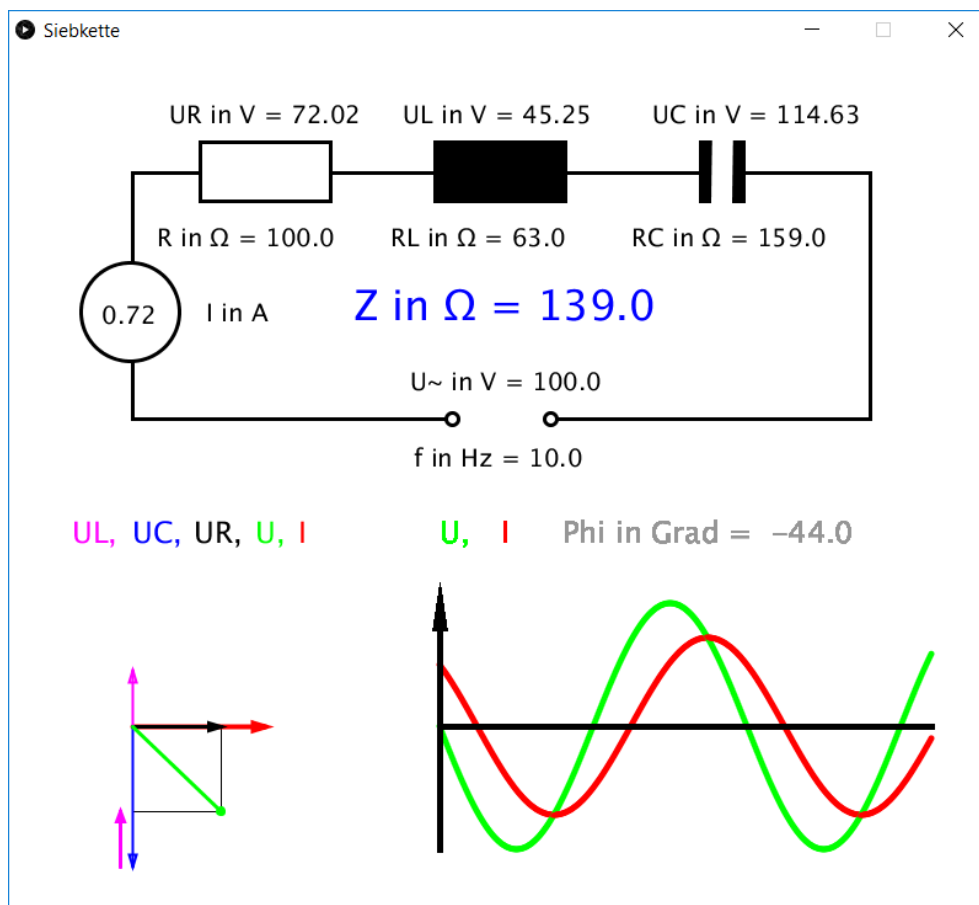 Siebkette
UR in V = 72.02 UL in V = 45.25 UC in V = 114.63
R in Ω = 100.0 RL in Ω = 63.0 RC in Ω = 159.0
0.72 I in A Z in Ω = 139.0
U~ in V = 100.0
f in Hz = 10.0
UL, UC, UR, U, I U, I Phi in Grad = −44.0